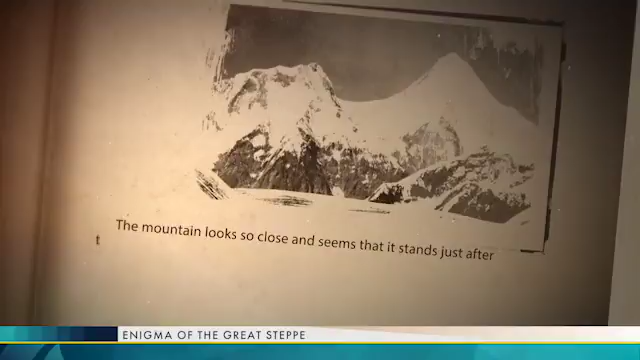 The mountain looks so close and seems that it stands just after
t
ENIGMA OF THE GREAT STEPPE